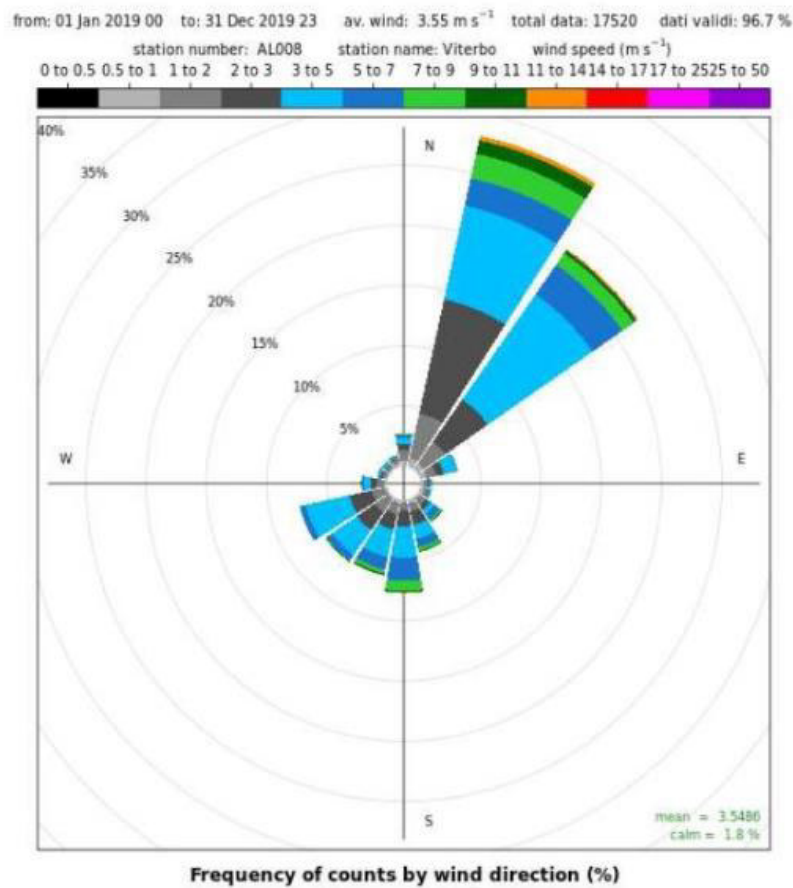 from: 01 Jan 2019 00 to: 31 Dec 2019 23 av. wind: 3.55 m s⁻¹ total data: 17520 dati validi: 96.7 %
station number: AL008 station name: Viterbo wind speed (m s⁻¹)
0 to 0.5 0.5 to 1 1 to 2 2 to 3 3 to 5 5 to 7 7 to 9 9 to 11 11 to 14 14 to 17 17 to 25 25 to 50
40%
N
35%
30%
25%
20%
15%
10%
5%
W
E
S
mean = 3.5486
calm = 1.8 %
Frequency of counts by wind direction (%)